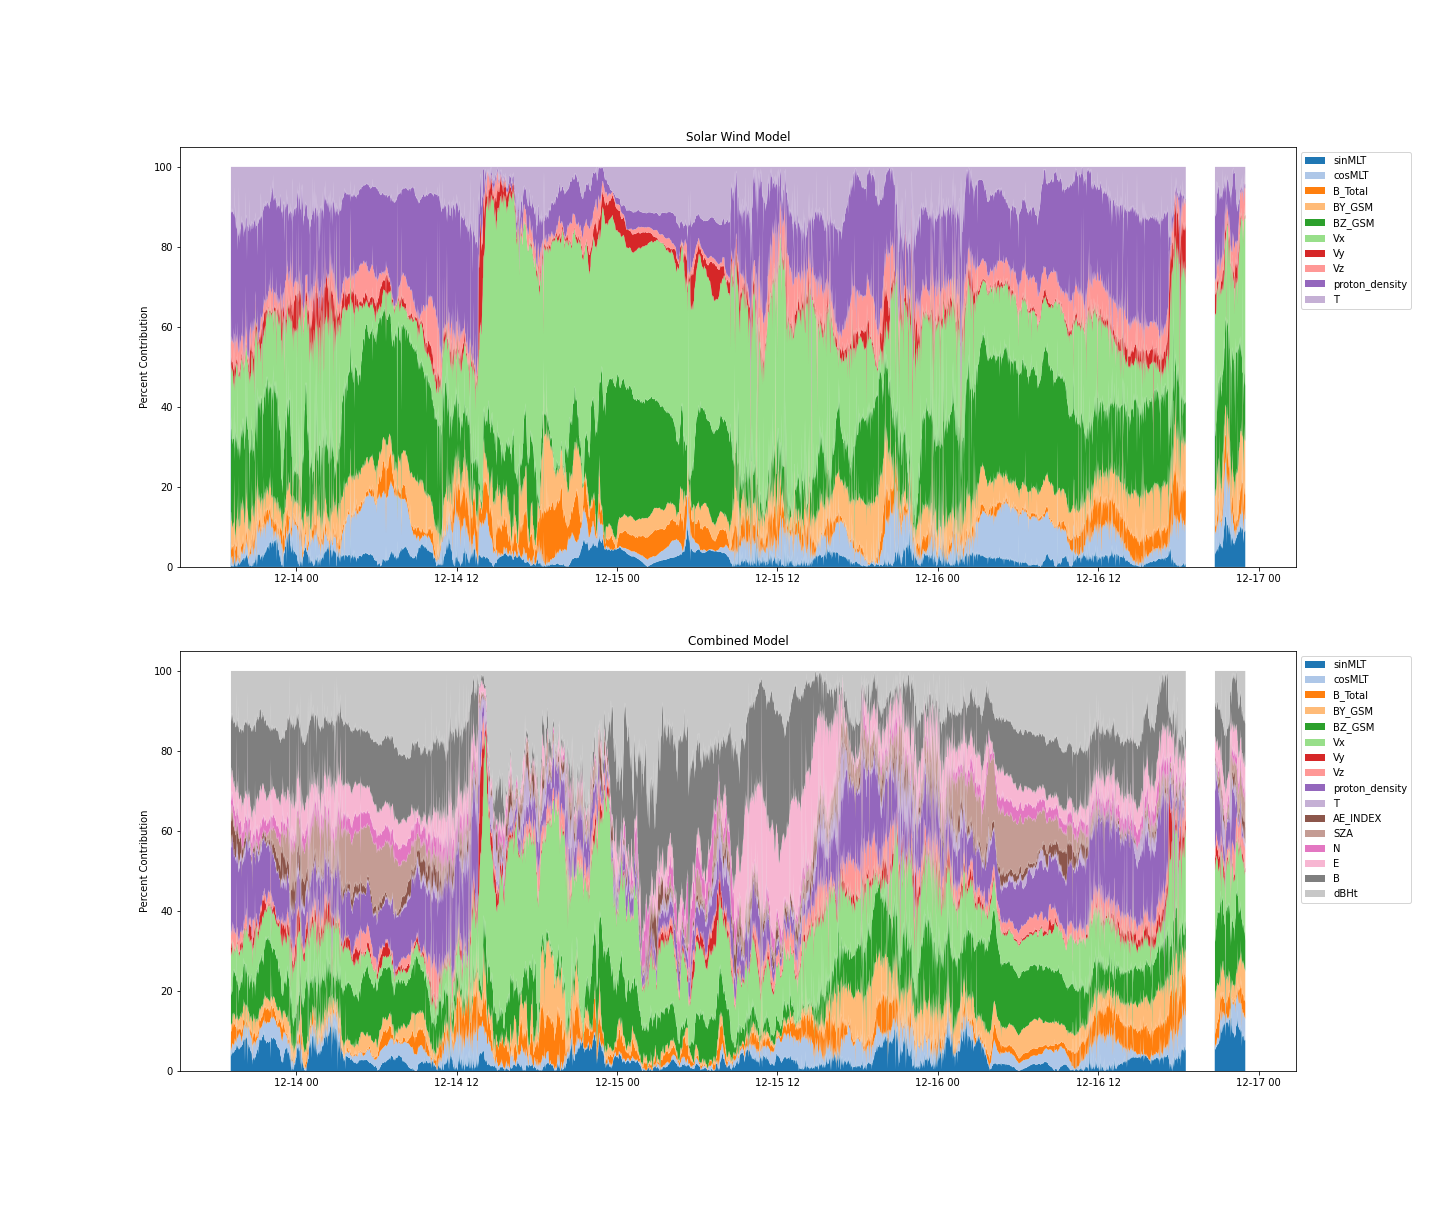 Solar Wind Model
Percent Contribution
100
80
60
40
20
0
12-14 00
12-14 12
12-15 00
12-15 12
12-16 00
12-16 12
12-17 00
sinMLT
cosMLT
B_Total
BY_GSM
BZ_GSM
Vx
Vy
Vz
proton_density
T
Combined Model
Percent Contribution
100
80
60
40
20
0
12-14 00
12-14 12
12-15 00
12-15 12
12-16 00
12-16 12
12-17 00
sinMLT
cosMLT
B_Total
BY_GSM
BZ_GSM
Vx
Vy
Vz
proton_density
T
AE_INDEX
SZA
N
E
B
dBHt